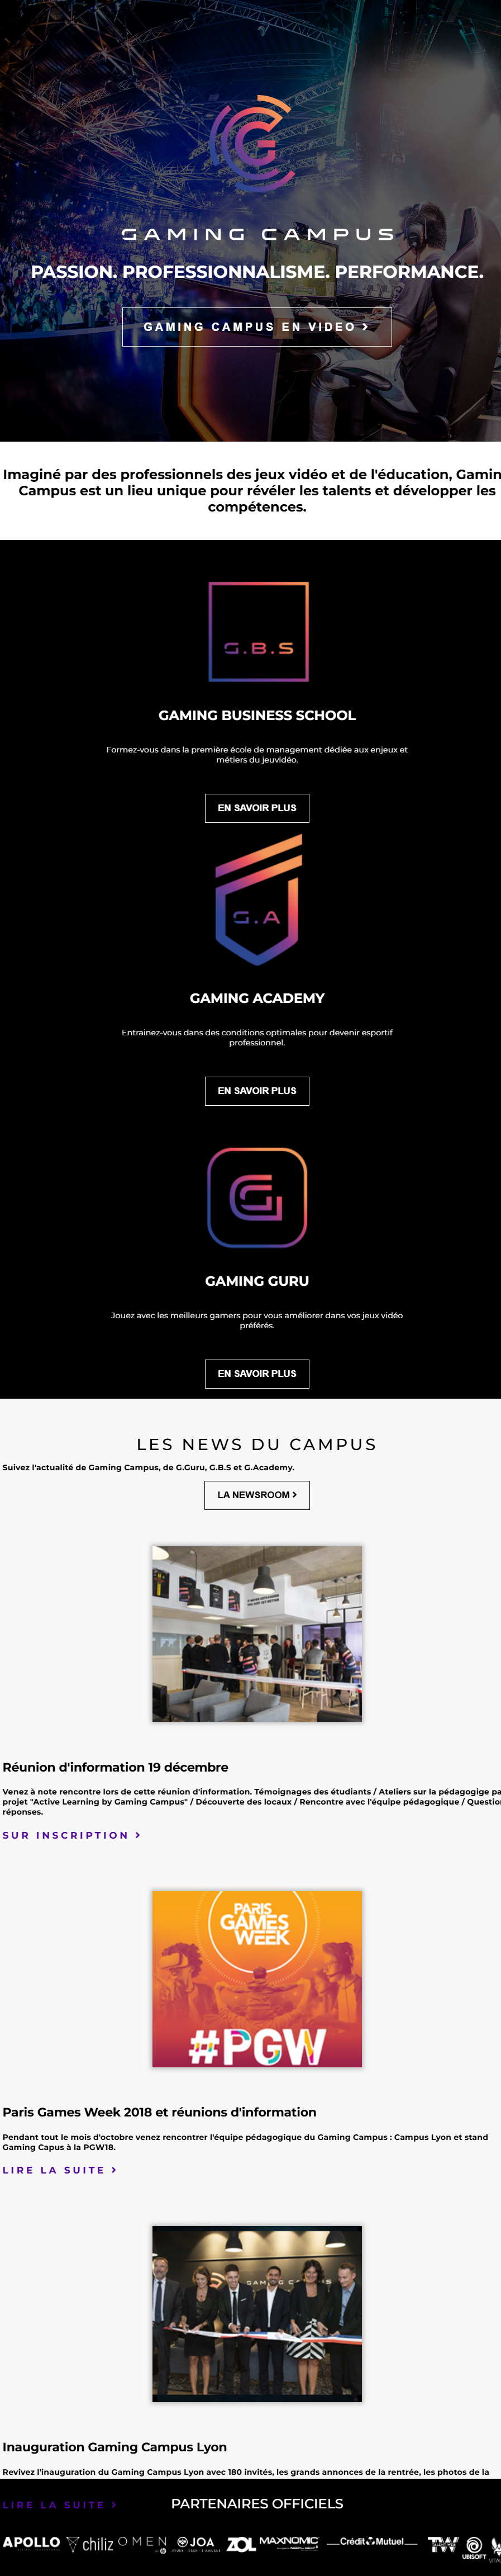 GAMING CAMPUS
PASSION. PROFESSIONNALISME. PERFORMANCE.
GAMING CAMPUS EN VIDEO >
Imaginé par des professionnels des jeux vidéo et de l'éducation, Gamin
Campus est un lieu unique pour révéler les talents et développer les
compétences.
G.B.S
GAMING BUSINESS SCHOOL
Formez-vous dans la première école de management dédiée aux enjeux et
métiers du jeuvidéo.
EN SAVOIR PLUS
G.A
GAMING ACADEMY
Entrainez-vous dans des conditions optimales pour devenir esportif
professionnel.
EN SAVOIR PLUS
G
GAMING GURU
Jouez avec les meilleurs gamers pour vous améliorer dans vos jeux vidéo
préférés.
EN SAVOIR PLUS
LES NEWS DU CAMPUS
Suivez l'actualité de Gaming Campus, de G.Guru, G.B.S et G.Academy.
LA NEWSROOM >
Réunion d'information 19 décembre
Venez à note rencontre lors de cette réunion d'information. Témoignages des étudiants / Ateliers sur la pédagogige pa
projet "Active Learning by Gaming Campus" / Découverte des locaux / Rencontre avec l'équipe pédagogique / Questio
réponses.
SUR INSCRIPTION >
PARIS
GAMES
WEEK
#PGW
Paris Games Week 2018 et réunions d'information
Pendant tout le mois d'octobre venez rencontrer l'équipe pédagogique du Gaming Campus : Campus Lyon et stand
Gaming Capus à la PGW18.
LIRE LA SUITE >
GAMING CAMPUS
Inauguration Gaming Campus Lyon
Revivez l'inauguration du Gaming Campus Lyon avec 180 invités, les grands annonces de la rentrée, les photos de la
LIRE LA SUITE >
PARTENAIRES OFFICIELS
APOLLO chiliz OMEN JOA ZOL MAXNOMIC Crédit Mutuel TW UBISOFT